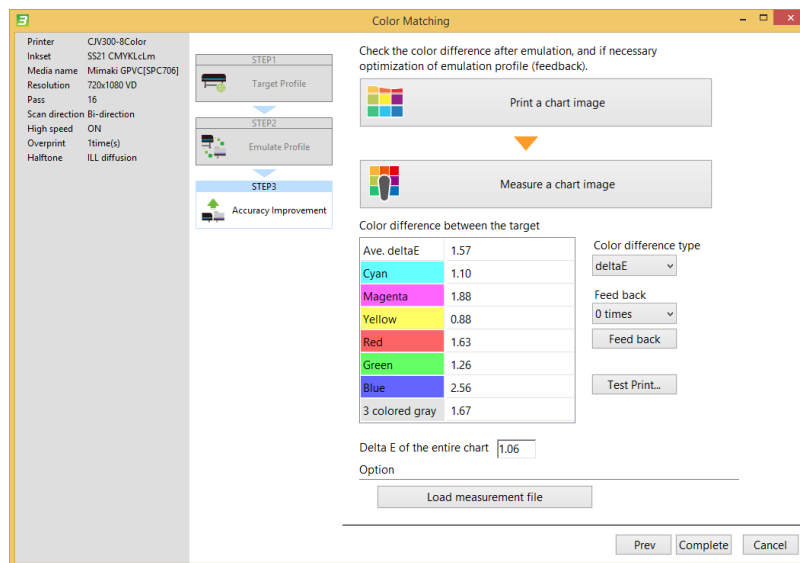 3
Color Matching
Printer CJV300-8Color
Inkset SS21 CMYKLcLm
Media name Mimaki GPVC[SPC706]
Resolution 720x1080 VD
Pass 16
Scan direction Bi-direction
High speed ON
Overprint 1time(s)
Halftone ILL diffusion
STEP1
Target Profile
STEP2
Emulate Profile
STEP3
Accuracy Improvement
Check the color difference after emulation, and if necessary
optimization of emulation profile (feedback).
Print a chart image
Measure a chart image
Color difference between the target
Ave. deltaE 1.57
Cyan 1.10
Magenta 1.88
Yellow 0.88
Red 1.63
Green 1.26
Blue 2.56
3 colored gray 1.67
Color difference type
deltaE
Feed back
0 times
Feed back
Test Print...
Delta E of the entire chart 1.06
Option
Load measurement file
Prev Complete Cancel